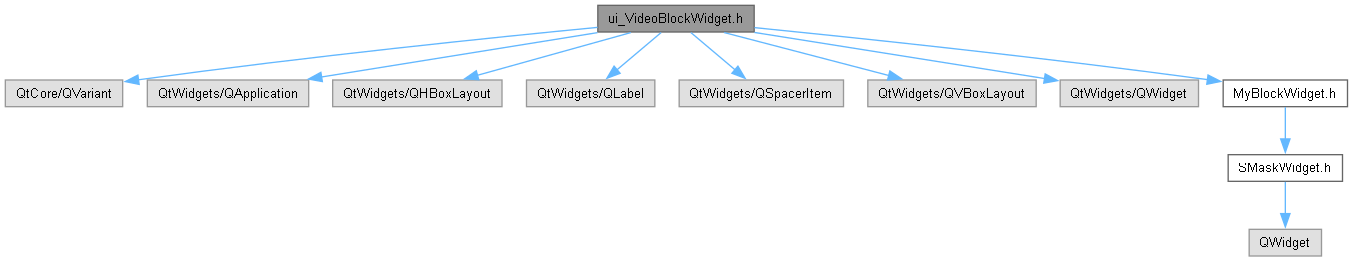 ui_VideoBlockWidget.h
QtCore/QVariant
QtWidgets/QApplication
QtWidgets/QHBoxLayout
QtWidgets/QLabel
QtWidgets/QSpacerItem
QtWidgets/QVBoxLayout
QtWidgets/QWidget
MyBlockWidget.h
SMaskWidget.h
QWidget